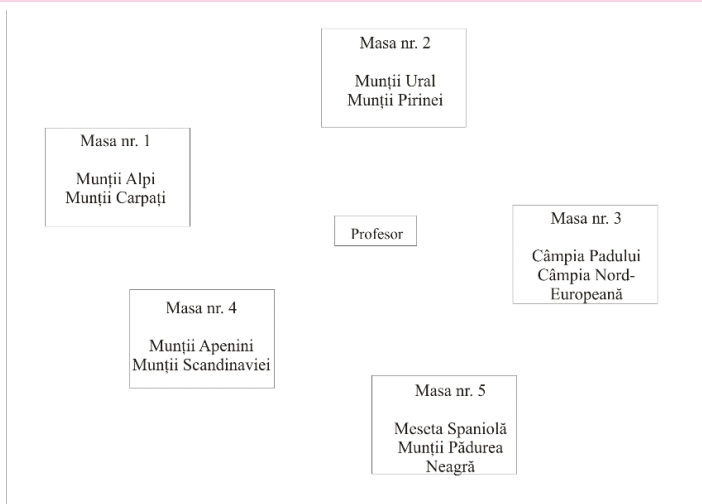 Masa nr. 2
Munții Ural
Munții Pirinei
Masa nr. 1
Munții Alpi
Munții Carpați
Profesor
Masa nr. 3
Câmpia Padului
Câmpia Nord-
Europeană
Masa nr. 4
Munții Apenini
Munții Scandinaviei
Masa nr. 5
Meseta Spaniolă
Munții Pădurea
Neagră